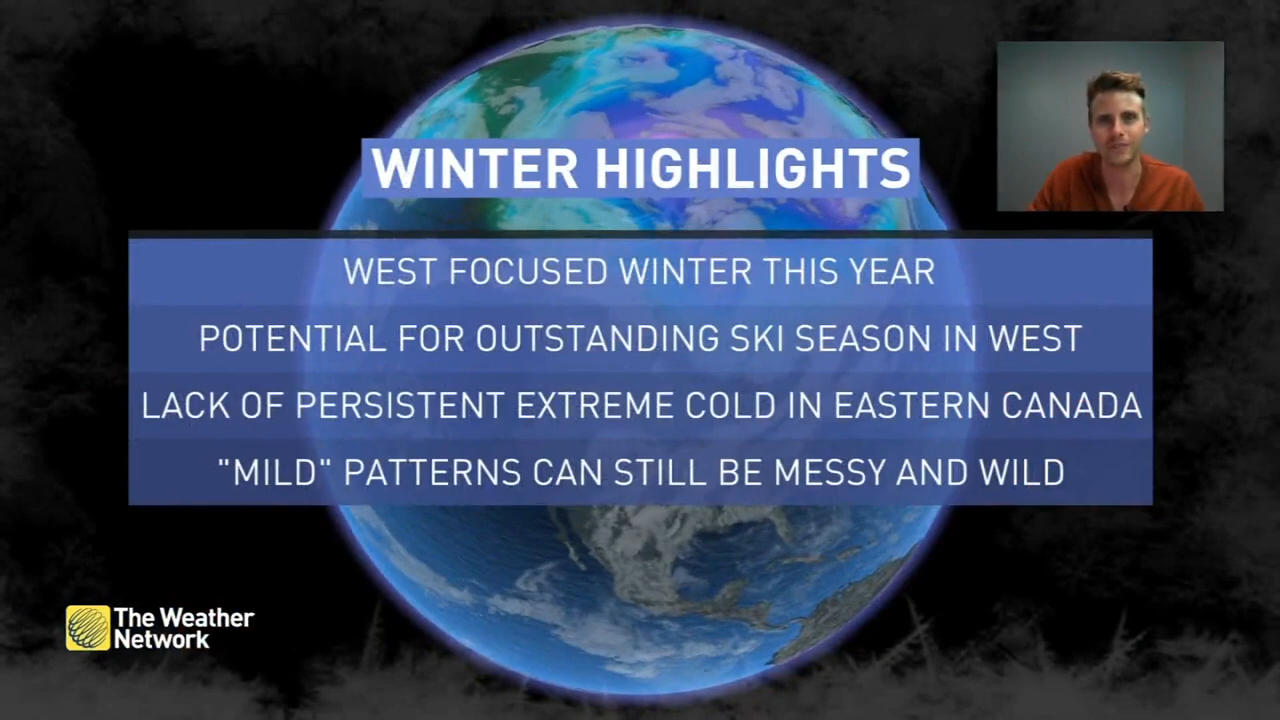 WINTER HIGHLIGHTS
WEST FOCUSED WINTER THIS YEAR
POTENTIAL FOR OUTSTANDING SKI SEASON IN WEST
LACK OF PERSISTENT EXTREME COLD IN EASTERN CANADA
"MILD" PATTERNS CAN STILL BE MESSY AND WILD
The Weather
Network